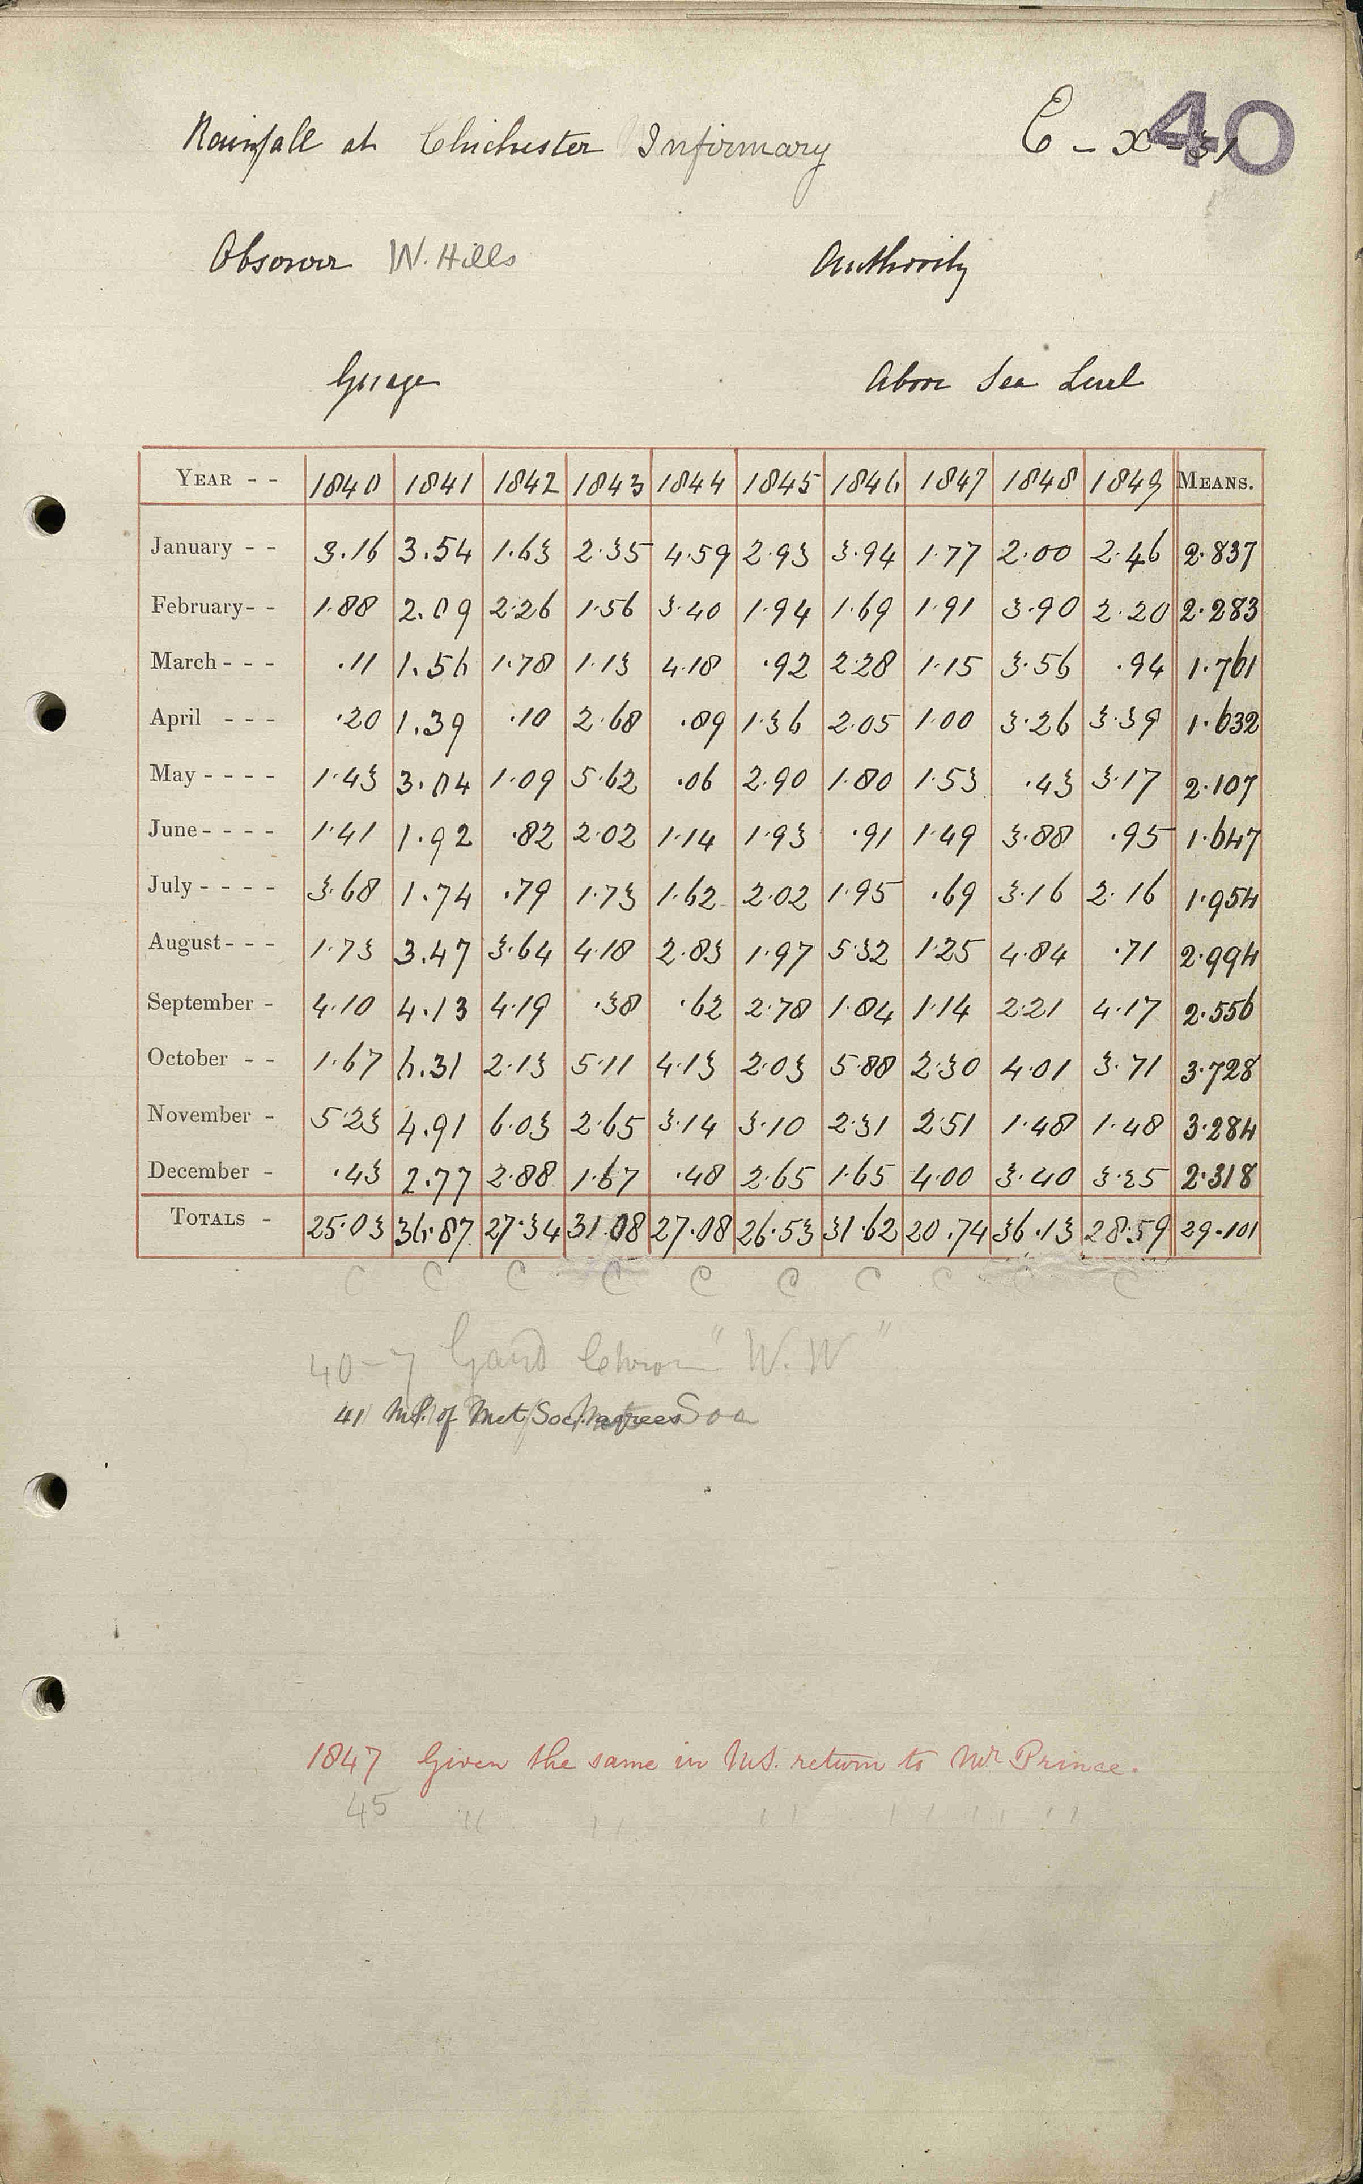 40
Rainfall at Chichester Infirmary
Observer W. Hills Authority
Gauge Above Sea Level
YEAR - - 1840 1841 1842 1843 1844 1845 1846 1847 1848 1849 MEANS.
January - - 3.16 3.54 1.63 2.35 4.59 2.93 3.94 1.77 2.00 2.46 2.837
February - - 1.88 2.09 2.26 1.56 3.40 1.94 1.69 1.91 3.90 2.20 2.283
March - - - .11 1.56 1.78 1.13 4.18 .92 2.28 1.15 3.56 .94 1.761
April - - - .20 1.39 .10 2.68 .09 1.36 2.05 1.00 3.26 3.39 1.632
May - - - - 1.43 3.04 1.09 5.62 .06 2.90 1.80 1.53 .43 3.17 2.107
June - - - - 1.41 1.92 .82 2.02 1.14 1.93 .91 1.49 3.88 .95 1.647
July - - - - 3.68 1.74 .79 1.73 1.62 2.02 1.95 .69 3.16 2.16 1.954
August - - - 1.73 3.47 3.64 4.18 2.83 1.97 5.32 1.25 4.84 .71 2.994
September - 4.10 4.13 4.19 .38 .62 2.78 1.84 1.14 2.21 4.17 2.556
October - - 1.67 6.31 2.13 5.11 4.13 2.03 5.88 2.30 4.01 3.71 3.728
November - 5.23 4.91 6.03 2.65 3.14 3.10 2.31 2.51 1.48 1.48 3.284
December - .43 2.77 2.88 1.67 .48 2.65 1.65 4.00 3.40 3.25 2.318
TOTALS - 25.03 36.87 27.34 31.08 27.08 26.53 31.62 20.74 36.13 28.59 29.101
C C C C C C C C C C
40-7 Gard Chron "W.W"
41 MS. of Met. Soc. agrees
1847 Given the same in MS. return to Mr Prince.
45 " " " " " " " "